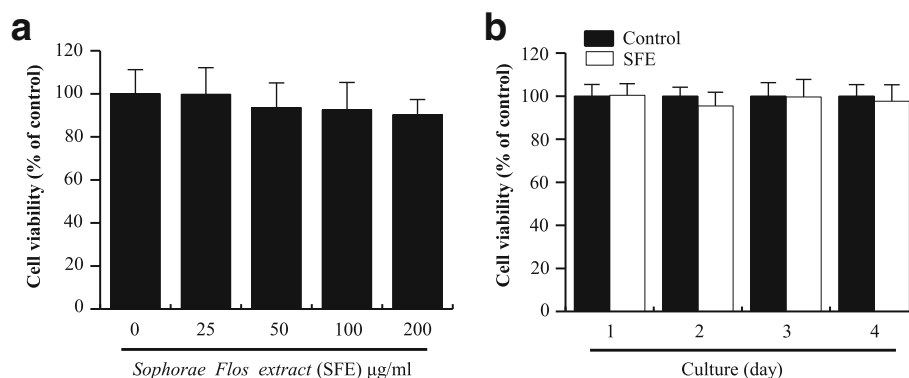 a
Cell viability (% of control)
120
100
80
60
40
20
0
0 25 50 100 200
Sophorae Flos extract (SFE) μg/ml
b
Control
SFE
Cell viability (% of control)
120
100
80
60
40
20
0
1 2 3 4
Culture (day)